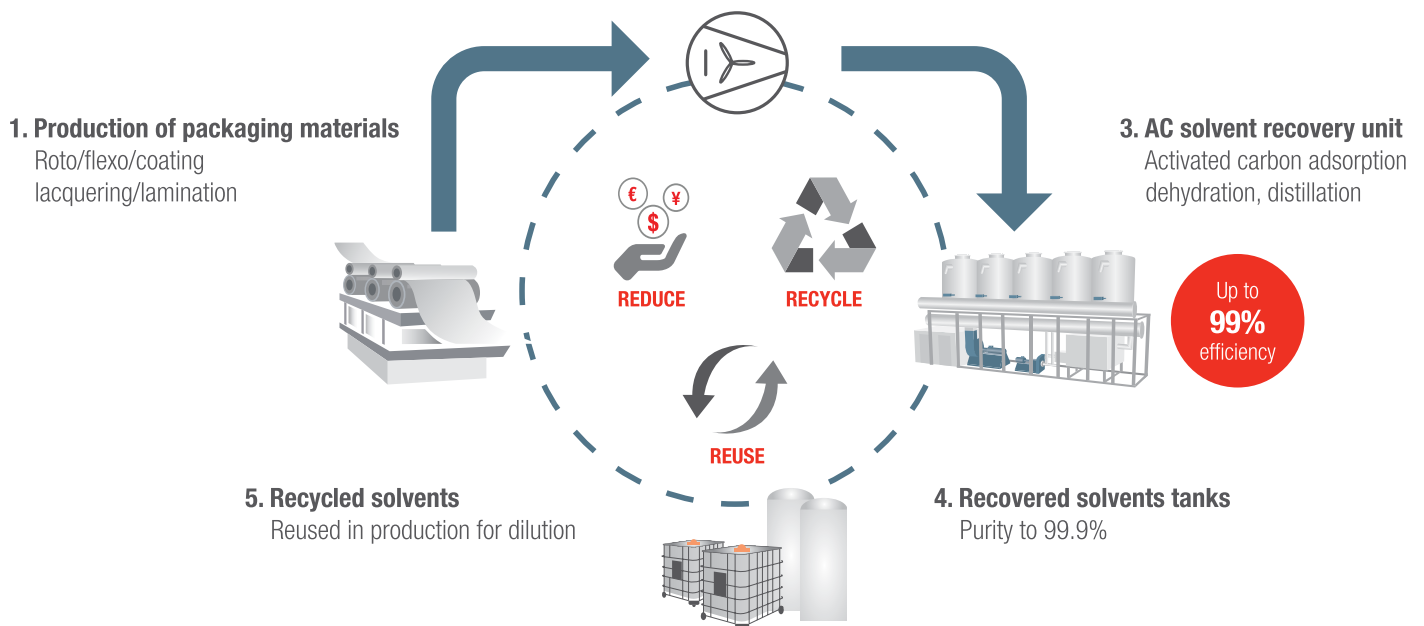 1. Production of packaging materials
Roto/flexo/coating
lacquering/lamination
3. AC solvent recovery unit
Activated carbon adsorption
dehydration, distillation
€
¥
$
REDUCE
RECYCLE
Up to
99%
efficiency
REUSE
5. Recycled solvents
Reused in production for dilution
4. Recovered solvents tanks
Purity to 99.9%